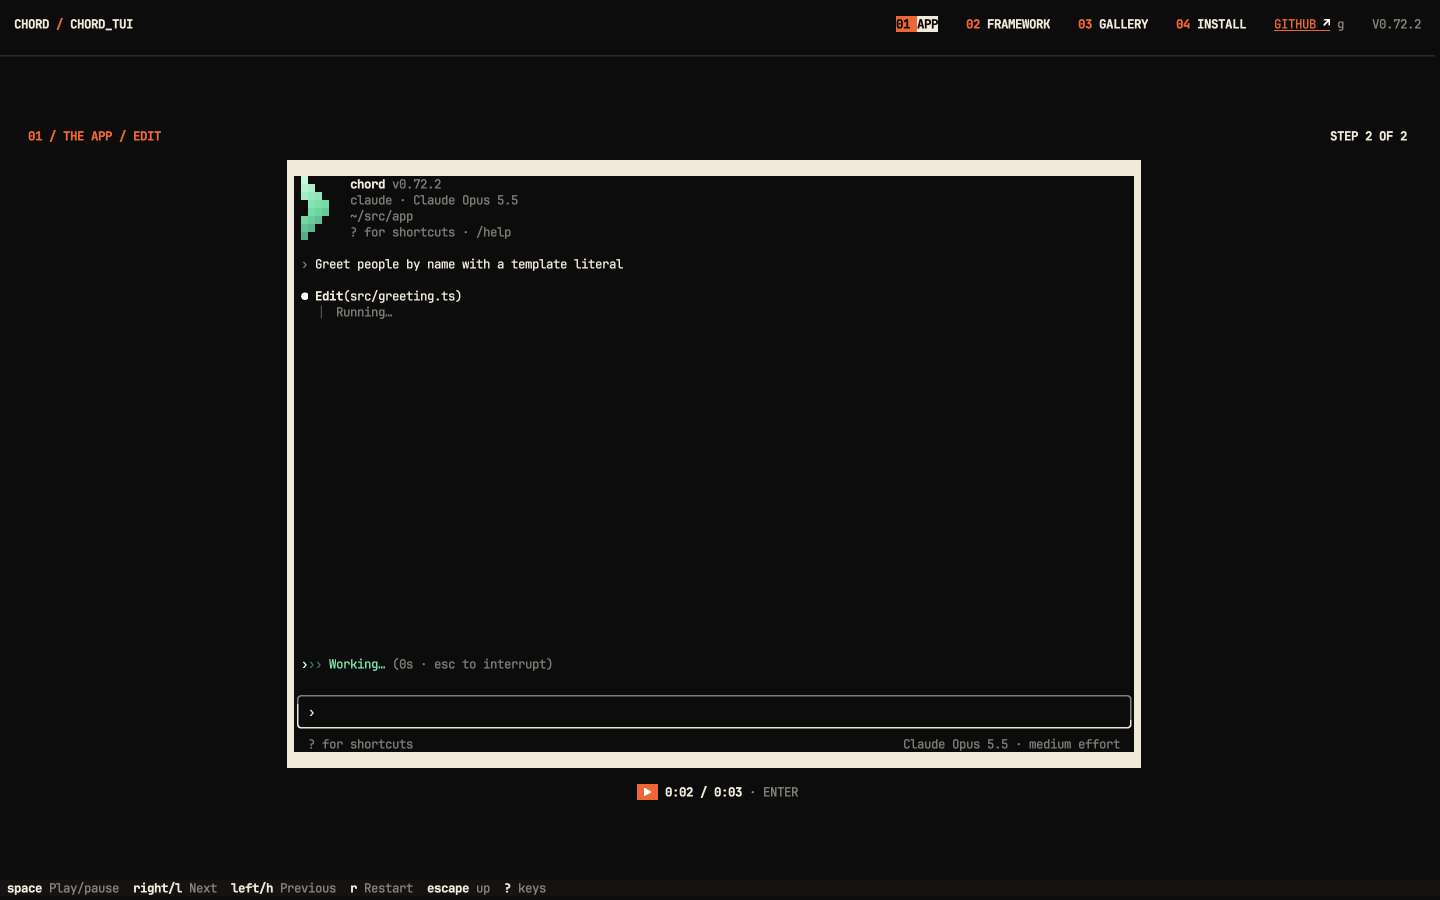 CHORD / CHORD_TUI
01 APP 02 FRAMEWORK 03 GALLERY 04 INSTALL GITHUB ↗ g V0.72.2
01 / THE APP / EDIT
STEP 2 OF 2
chord v0.72.2
claude · Claude Opus 5.5
~/src/app
? for shortcuts · /help
› Greet people by name with a template literal
● Edit(src/greeting.ts)
│ Running…
››› Working… (0s · esc to interrupt)
›
? for shortcuts
Claude Opus 5.5 · medium effort
▶ 0:02 / 0:03 · ENTER
space Play/pause right/l Next left/h Previous r Restart escape up ? keys